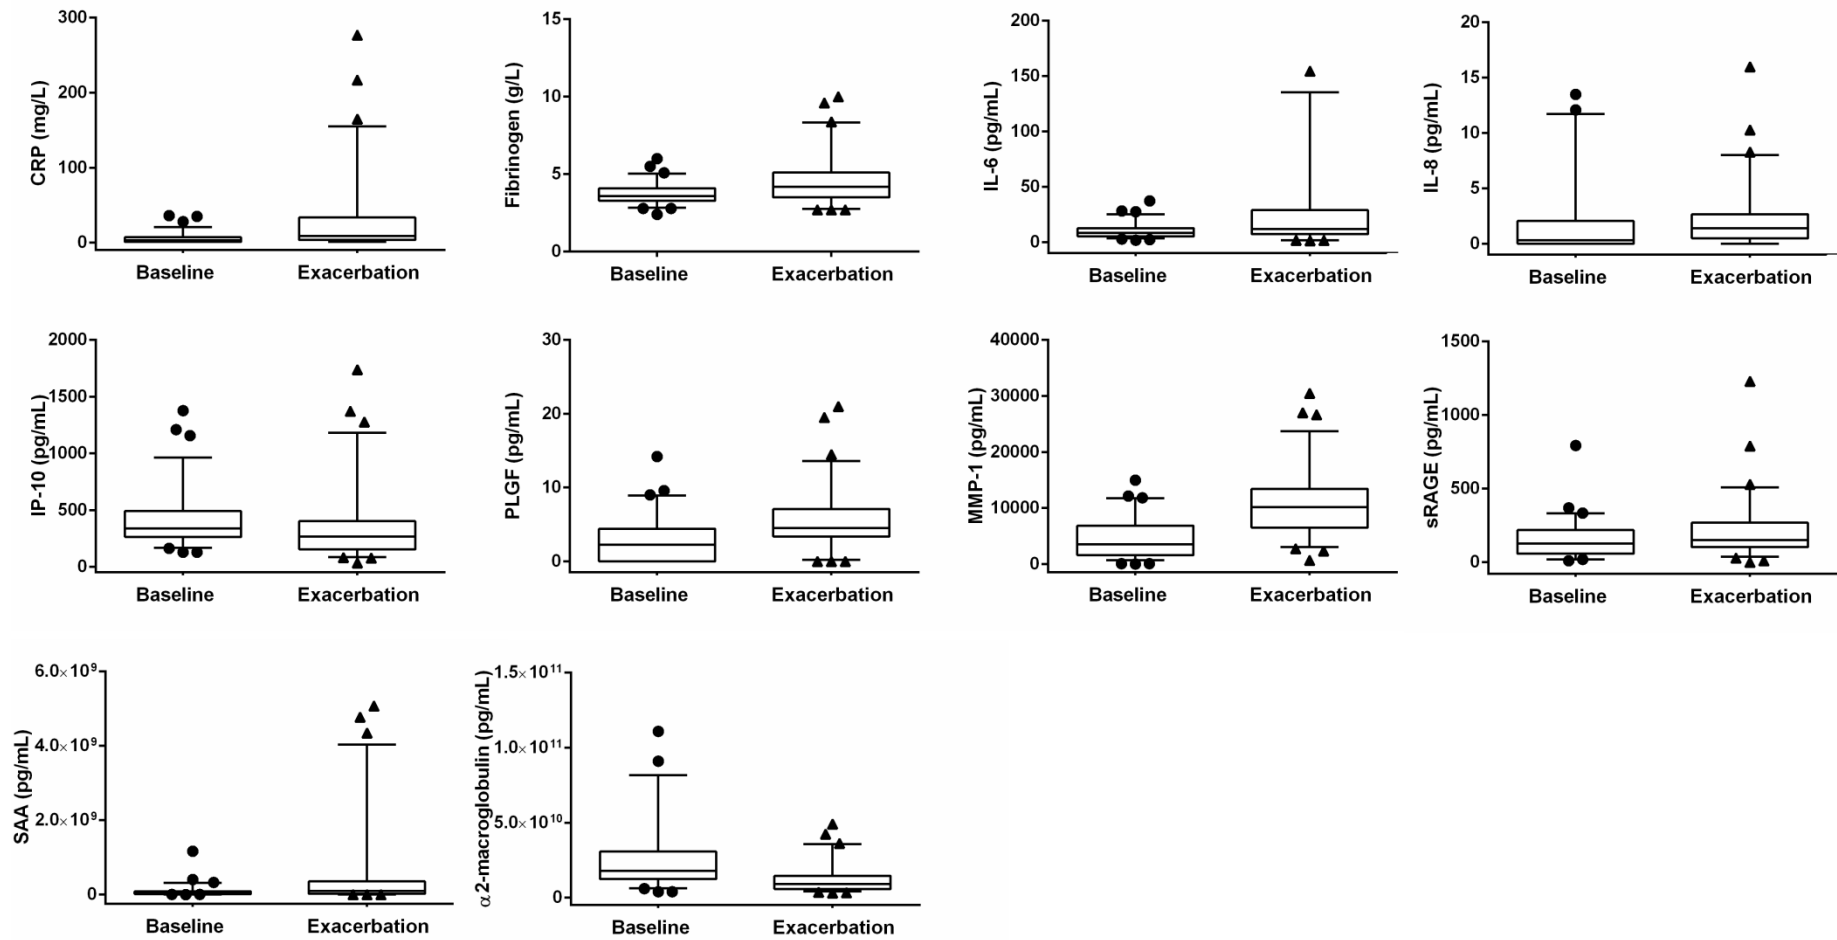 CRP (mg/L)
300
200
100
0
Baseline
Exacerbation
Fibrinogen (g/L)
15
10
5
0
Baseline
Exacerbation
IL-6 (pg/mL)
200
150
100
50
0
Baseline
Exacerbation
IL-8 (pg/mL)
20
15
10
5
0
Baseline
Exacerbation
IP-10 (pg/mL)
2000
1500
1000
500
0
Baseline
Exacerbation
PLGF (pg/mL)
30
20
10
0
Baseline
Exacerbation
MMP-1 (pg/mL)
40000
30000
20000
10000
0
Baseline
Exacerbation
sRAGE (pg/mL)
1500
1000
500
0
Baseline
Exacerbation
SAA (pg/mL)
6.0×10⁹
4.0×10⁹
2.0×10⁹
0
Baseline
Exacerbation
α2-macroglobulin (pg/mL)
1.5×10¹¹
1.0×10¹¹
5.0×10¹⁰
0
Baseline
Exacerbation